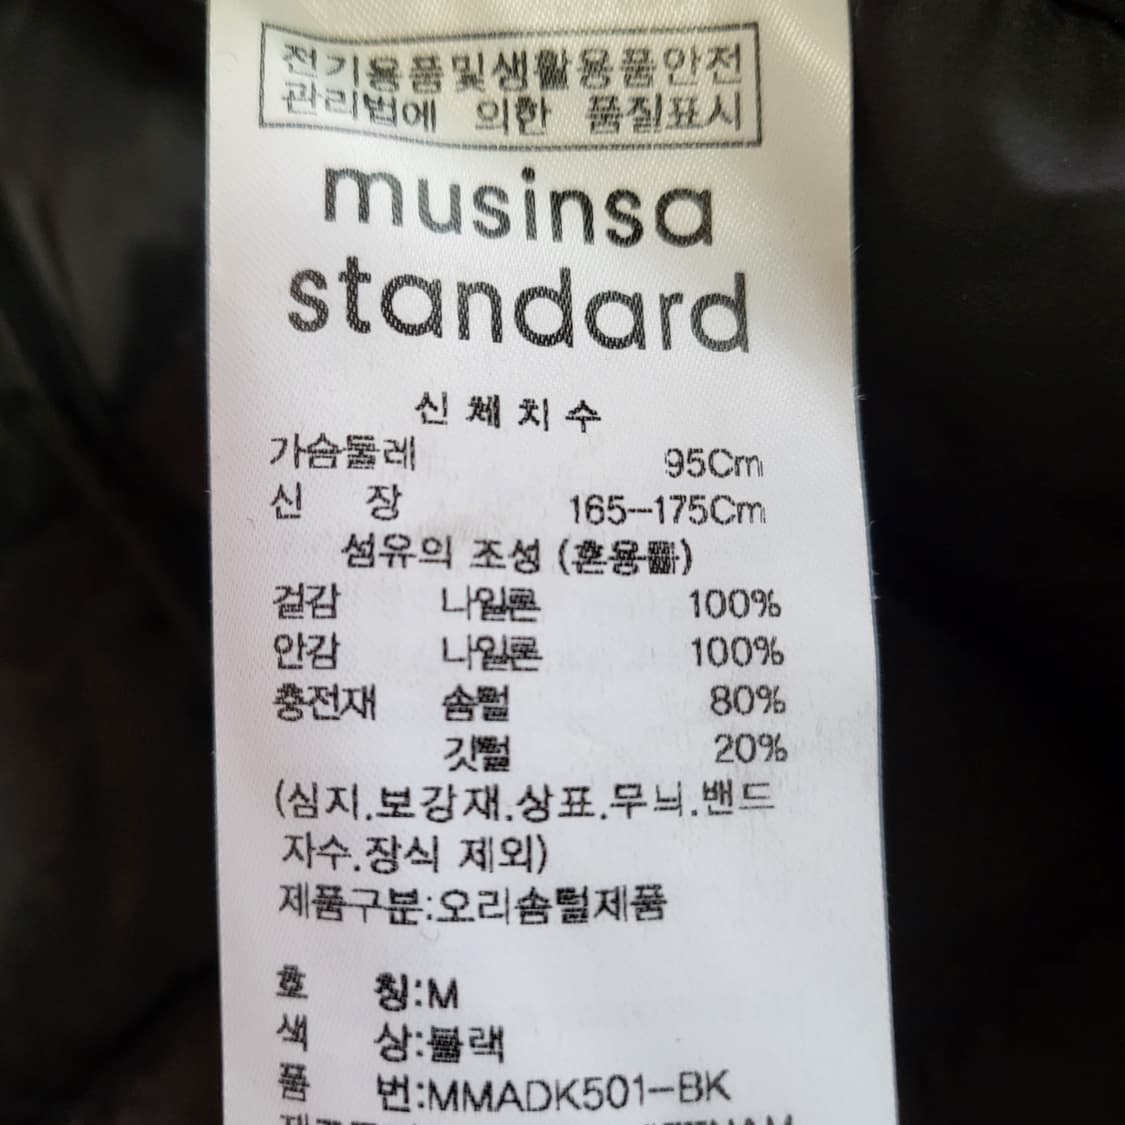 전기용품및생활용품안전
관리법에 의한 품질표시
musinsa
standard
신체치수
가슴둘레 95Cm
신 장 165-175Cm
섬유의 조성 (혼용률)
겉감 나일론 100%
안감 나일론 100%
충전재 솜털 80%
깃털 20%
(심지.보강재.상표.무늬.밴드
자수.장식 제외)
제품구분:오리솜털제품
호 칭:M
색 상:블랙
품 번:MMADK501-BK